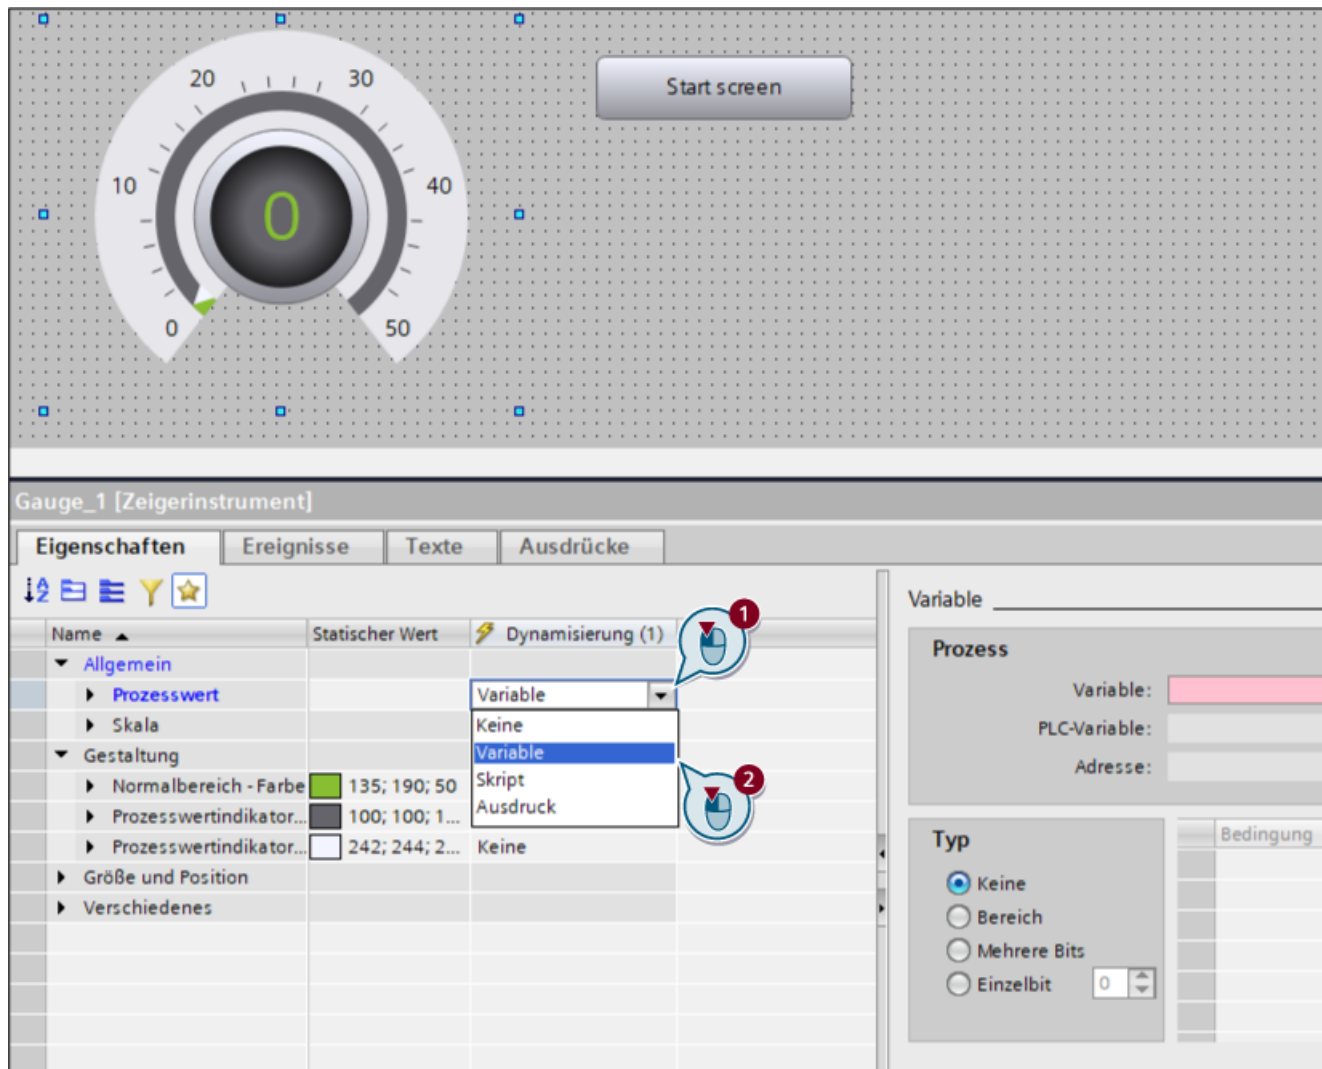 Start screen
20
30
10
40
0
0
50
Gauge_1 [Zeigerinstrument]
Eigenschaften Ereignisse Texte Ausdrücke
Name Statischer Wert Dynamisierung (1)
1
Allgemein
Prozesswert Variable
Skala Keine
Gestaltung Variable
Normalbereich - Farbe 135; 190; 50 Skript
2
Prozesswertindikator... 100; 100; 1... Ausdruck
Prozesswertindikator... 242; 244; 2... Keine
Größe und Position
Verschiedenes
Variable
Prozess
Variable:
PLC-Variable:
Adresse:
Typ
Keine
Bereich
Mehrere Bits
Einzelbit 0
Bedingung